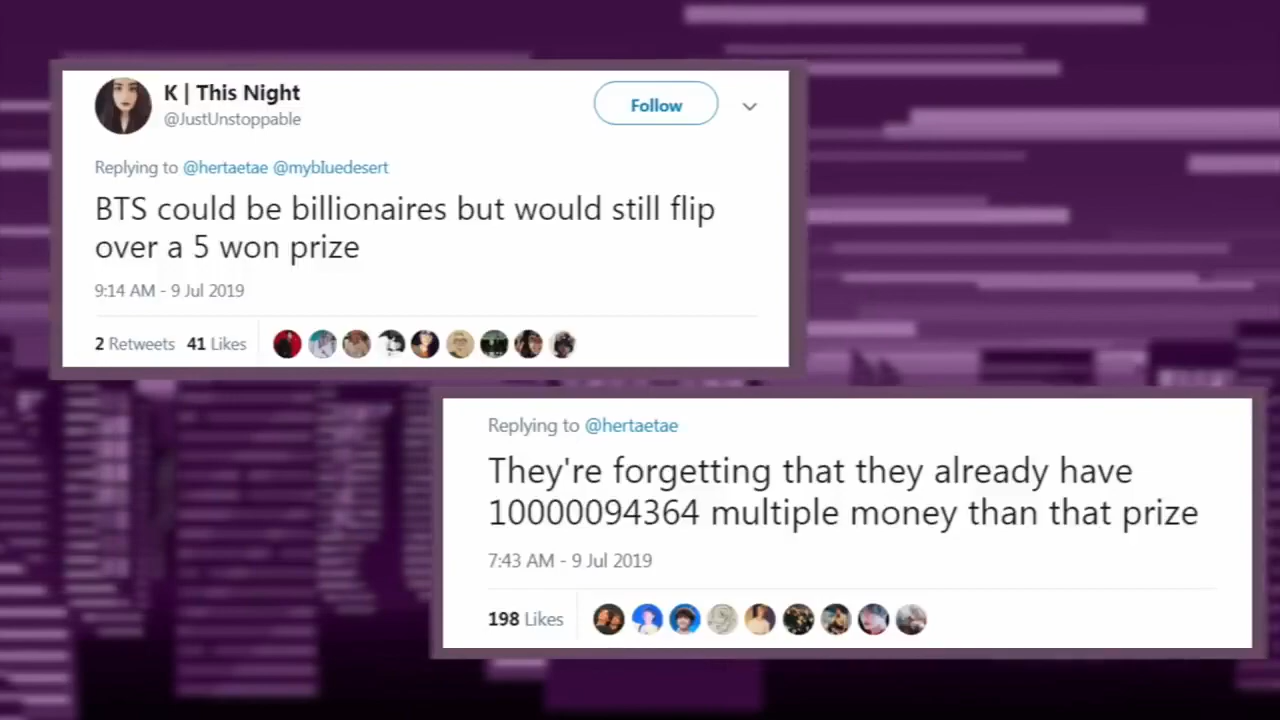 K | This Night
@JustUnstoppable
Follow
Replying to @hertaetae @mybluedesert
BTS could be billionaires but would still flip
over a 5 won prize
9:14 AM - 9 Jul 2019
2 Retweets 41 Likes
Replying to @hertaetae
They're forgetting that they already have
10000094364 multiple money than that prize
7:43 AM - 9 Jul 2019
198 Likes